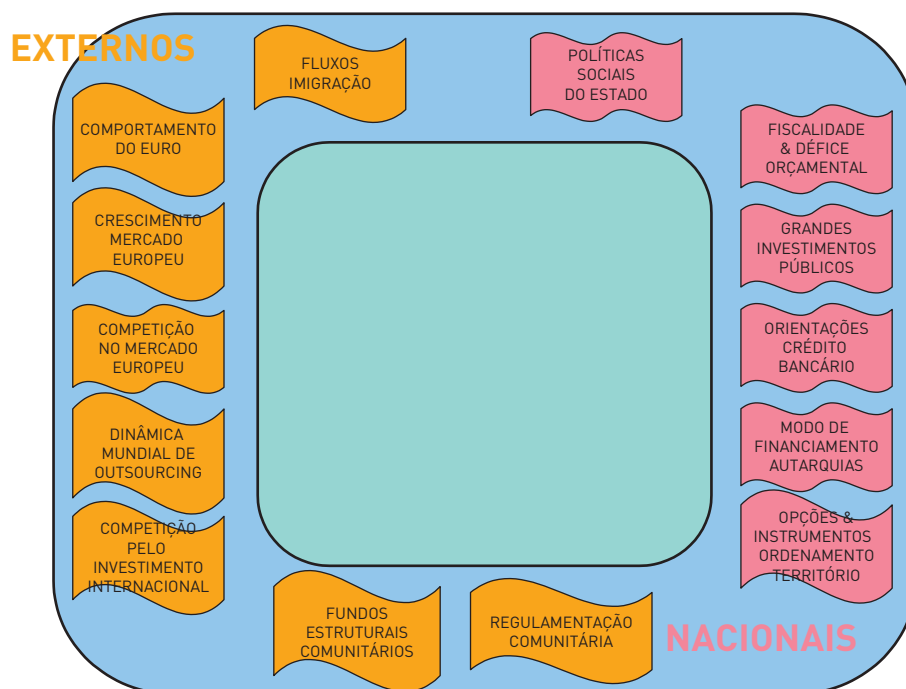 EXTERNOS
FLUXOS
IMIGRAÇÃO
POLÍTICAS
SOCIAIS
DO ESTADO
COMPORTAMENTO
DO EURO
FISCALIDADE
& DÉFICE
ORÇAMENTAL
CRESCIMENTO
MERCADO
EUROPEU
GRANDES
INVESTIMENTOS
PÚBLICOS
COMPETIÇÃO
NO MERCADO
EUROPEU
ORIENTAÇÕES
CRÉDITO
BANCÁRIO
DINÂMICA
MUNDIAL DE
OUTSOURCING
MODO DE
FINANCIAMENTO
AUTARQUIAS
COMPETIÇÃO
PELO
INVESTIMENTO
INTERNACIONAL
OPÇÕES &
INSTRUMENTOS
ORDENAMENTO
TERRITÓRIO
FUNDOS
ESTRUTURAIS
COMUNITÁRIOS
REGULAMENTAÇÃO
COMUNITÁRIA
NACIONAIS